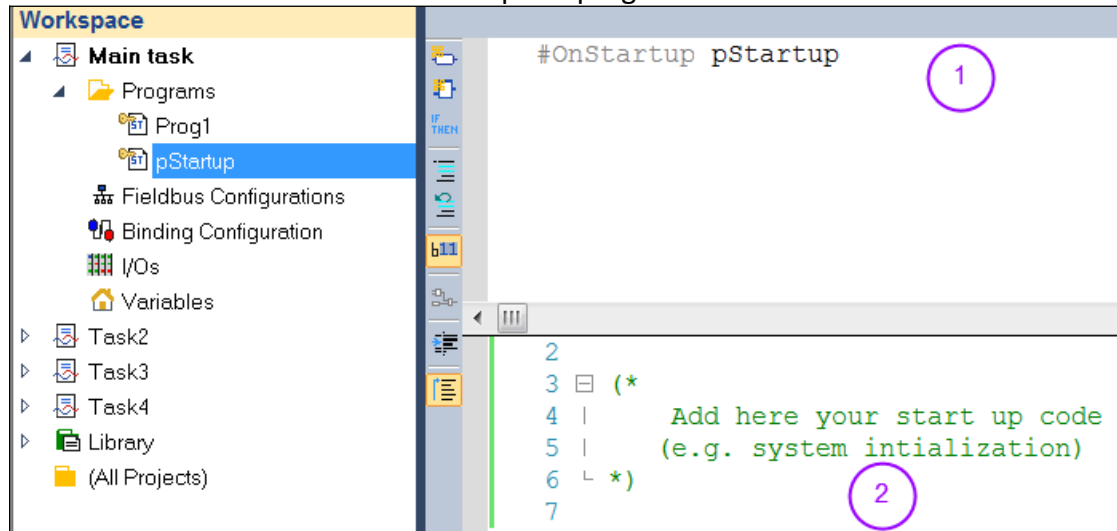 Workspace
Main task
Programs
ST Prog1
ST pStartup
Fieldbus Configurations
Binding Configuration
I/Os
Variables
Task2
Task3
Task4
Library
(All Projects)
IF
THEN
b11
#OnStartup pStartup
1
2
3 (*
4 Add here your start up code
5 (e.g. system intialization)
6 *)
7
2